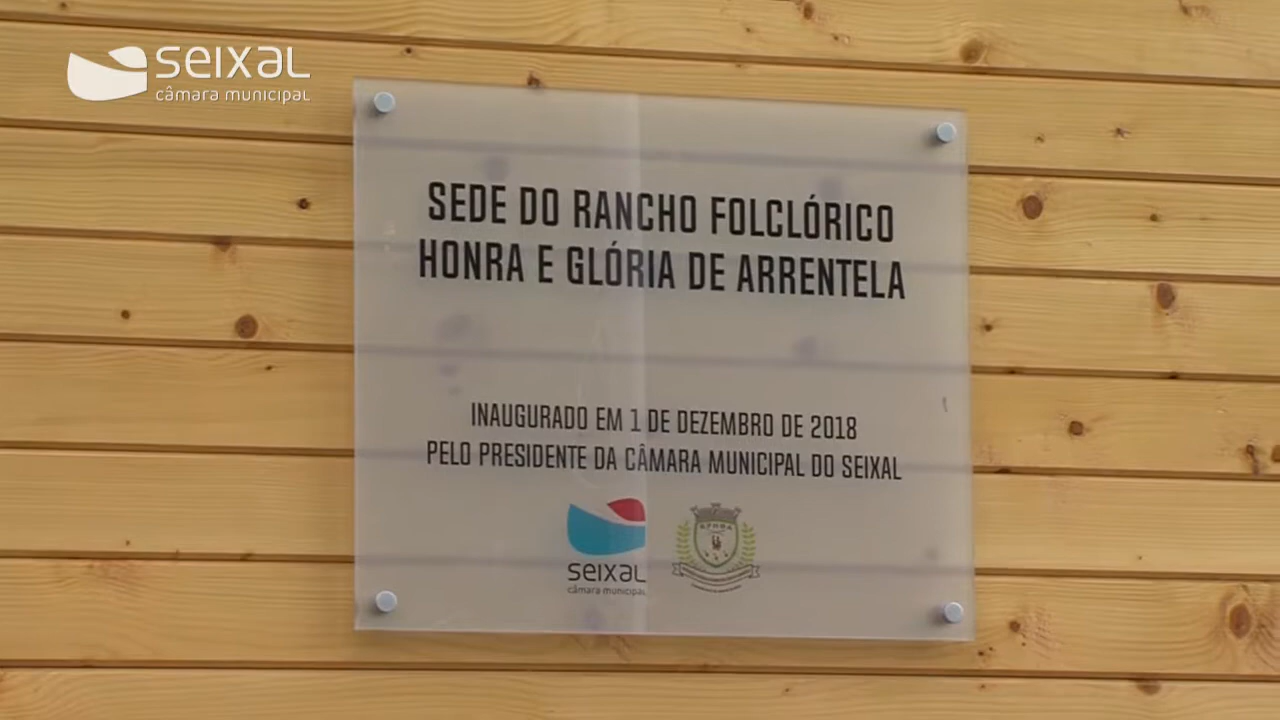 seixal
câmara municipal
SEDE DO RANCHO FOLCLÓRICO
HONRA E GLÓRIA DE ARRENTELA
INAUGURADO EM 1 DE DEZEMBRO DE 2018
PELO PRESIDENTE DA CÂMARA MUNICIPAL DO SEIXAL
seixal
câmara municipal